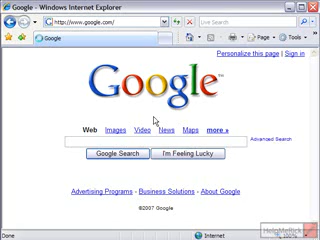 Google - Windows Internet Explorer
http://www.google.com/
Live Search
Google
Page
Tools
Personalize this page | Sign in
Google
Web Images Video News Maps more »
Advanced Search
Google Search I'm Feeling Lucky
Advertising Programs - Business Solutions - About Google
©2007 Google
Done Internet 100%
HelpMeRick